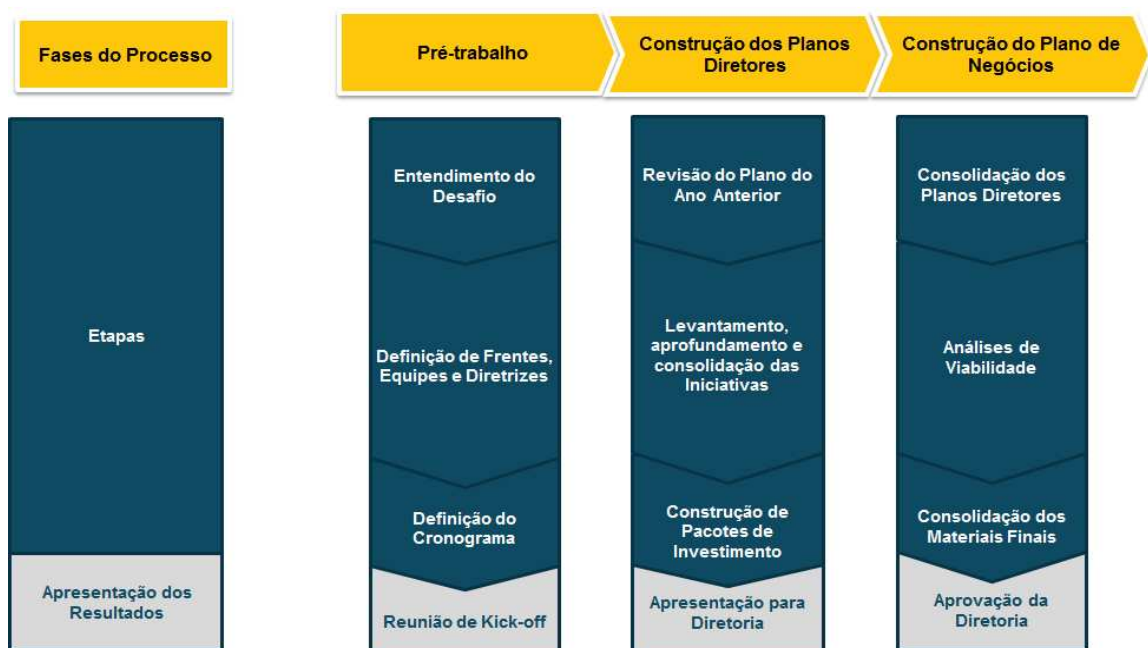 Fases do Processo
Pré-trabalho
Construção dos Planos
Diretores
Construção do Plano de
Negócios
Etapas
Apresentação dos
Resultados
Entendimento do
Desafio
Definição de Frentes,
Equipes e Diretrizes
Definição do
Cronograma
Reunião de Kick-off
Revisão do Plano do
Ano Anterior
Levantamento,
aprofundamento e
consolidação das
Iniciativas
Construção de
Pacotes de
Investimento
Apresentação para
Diretoria
Consolidação dos
Planos Diretores
Análises de
Viabilidade
Consolidação dos
Materiais Finais
Aprovação da
Diretoria